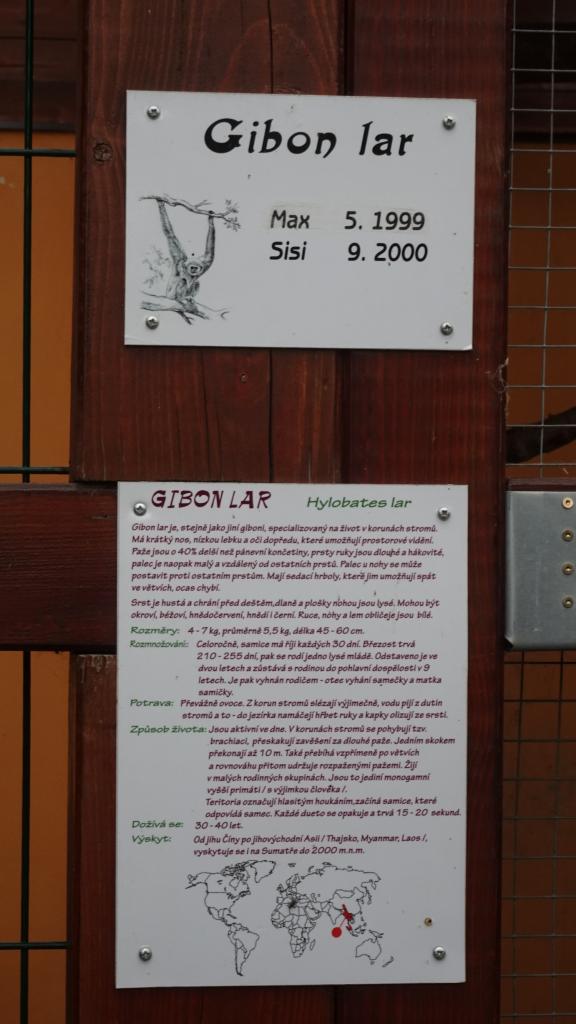 Gibon lar
Max 5. 1999
Sisi 9. 2000
GIBON LAR Hylobates lar
Gibon lar je, stejně jako jiní giboni, specializovaný na život v korunách stromů.
Má krátký nos, nízkou lebku a oči dopředu, které umožňují prostorové vidění.
Paže jsou o 40% delší než pánevní končetiny, prsty ruky jsou dlouhé a hákovité,
palec je naopak malý a vzdálený od ostatních prstů. Palec u nohy se může
postavit proti ostatním prstům. Mají sedací hrboly, které jim umožňují spát
ve větvích, ocas chybí.
Srst je hustá a chrání před deštěm,dlaně a plošky nohou jsou lysé. Mohou být
okroví, béžoví, hnědočervení, hnědí i černí. Ruce, nohy a lem obličeje jsou bílé.
Rozměry: 4 - 7 kg, průměrně 5,5 kg, délka 45 - 60 cm.
Rozmnožování: Celoročně, samice má říji každých 30 dní. Březost trvá
210 - 255 dní, pak se rodí jedno lysé mládě. Odstaveno je ve
dvou letech a zůstává s rodinou do pohlavní dospělosti v 9
letech. Je pak vyhnán rodičem - otec vyhání samečky a matka
samičky.
Potrava: Převážně ovoce. Z korun stromů slézají výjimečně, vodu pijí z dutin
stromů a to - do jezírka namáčejí hřbet ruky a kapky olizují ze srsti.
Způsob života: Jsou aktivní ve dne. V korunách stromů se pohybují tzv.
brachiací, přeskakují zavěšení za dlouhé paže. Jedním skokem
překonají až 10 m. Také přebíhá vzpřímeně po větvích
a rovnováhu přitom udržuje rozpaženými pažemi. Žijí
v malých rodinných skupinách. Jsou to jediní monogamní
vyšší primáti / s výjimkou člověka /.
Teritoria označují hlasitým houkáním,začíná samice, které
odpovídá samec. Každé dueto se opakuje a trvá 15 - 20 sekund.
Dožívá se: 30 - 40 let.
Výskyt: Od jihu Číny po jihovýchodní Asii / Thajsko, Myanmar, Laos /,
vyskytuje se i na Sumatře do 2000 m.n.m.